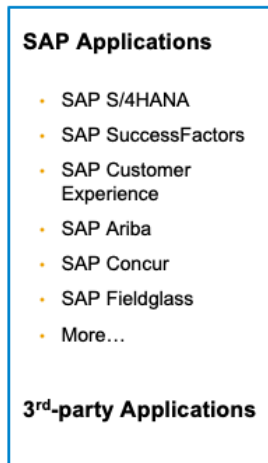 SAP Applications
• SAP S/4HANA
• SAP SuccessFactors
• SAP Customer
Experience
• SAP Ariba
• SAP Concur
• SAP Fieldglass
• More…
3rd-party Applications